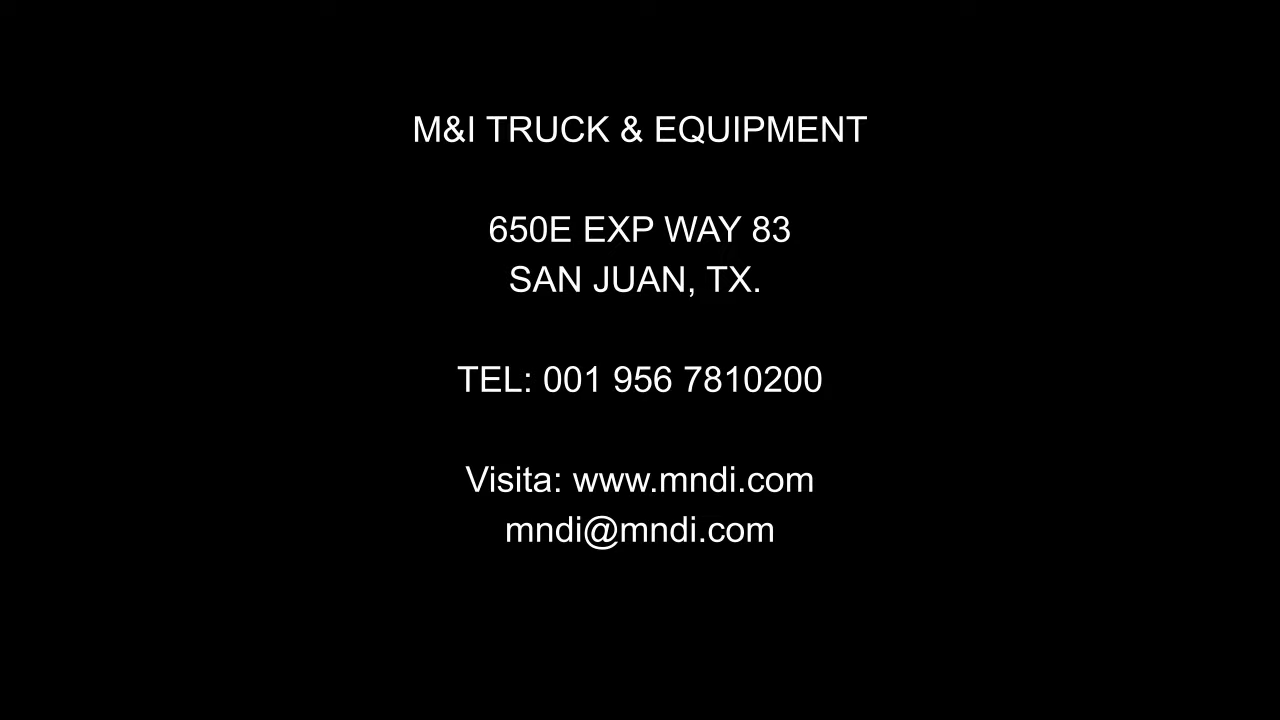 M&I TRUCK & EQUIPMENT
650E EXP WAY 83
SAN JUAN, TX.
TEL: 001 956 7810200
Visita: www.mndi.com
mndi@mndi.com